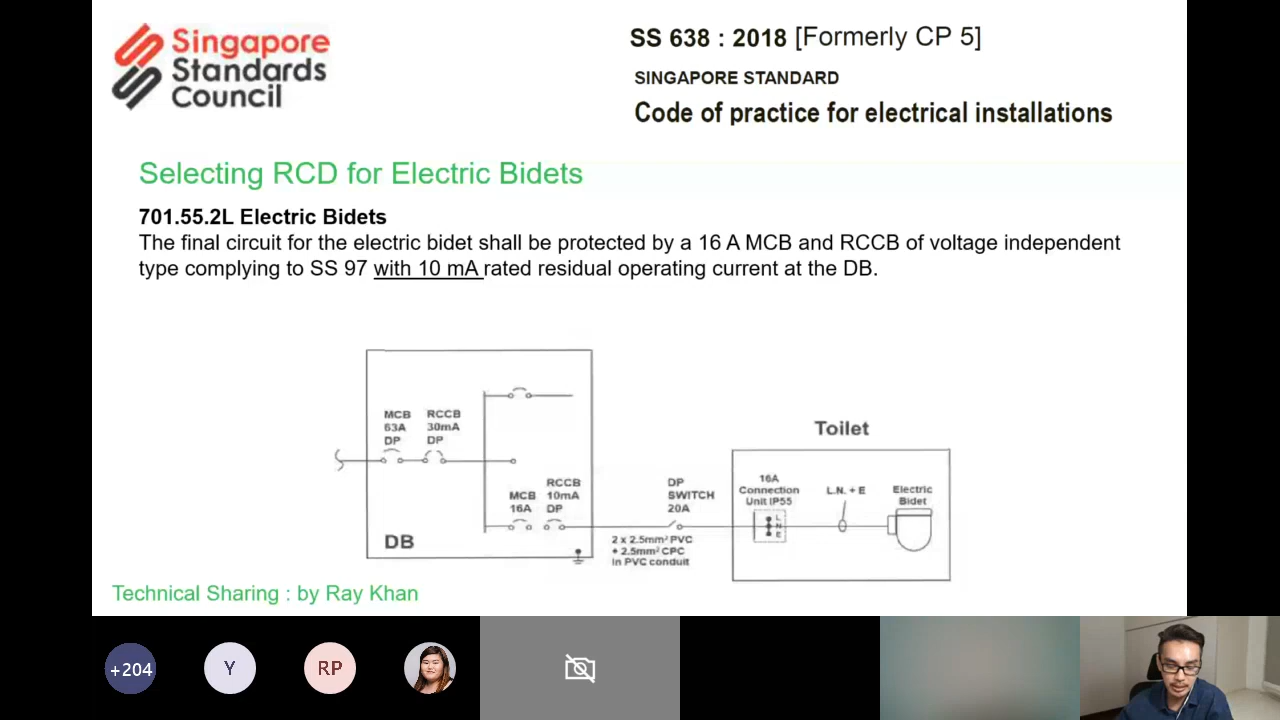 Singapore
Standards
Council
SS 638 : 2018 [Formerly CP 5]
SINGAPORE STANDARD
Code of practice for electrical installations
Selecting RCD for Electric Bidets
701.55.2L Electric Bidets
The final circuit for the electric bidet shall be protected by a 16 A MCB and RCCB of voltage independent
type complying to SS 97 with 10 mA rated residual operating current at the DB.
MCB
63A
DP
RCCB
30mA
DP
MCB
16A
RCCB
10mA
DP
DB
DP
SWITCH
20A
2 x 2.5mm² PVC
+ 2.5mm² CPC
in PVC conduit
Toilet
16A
Connection
Unit IP55
L
N
E
L.N. + E
Electric
Bidet
Technical Sharing : by Ray Khan
+204
Y
RP